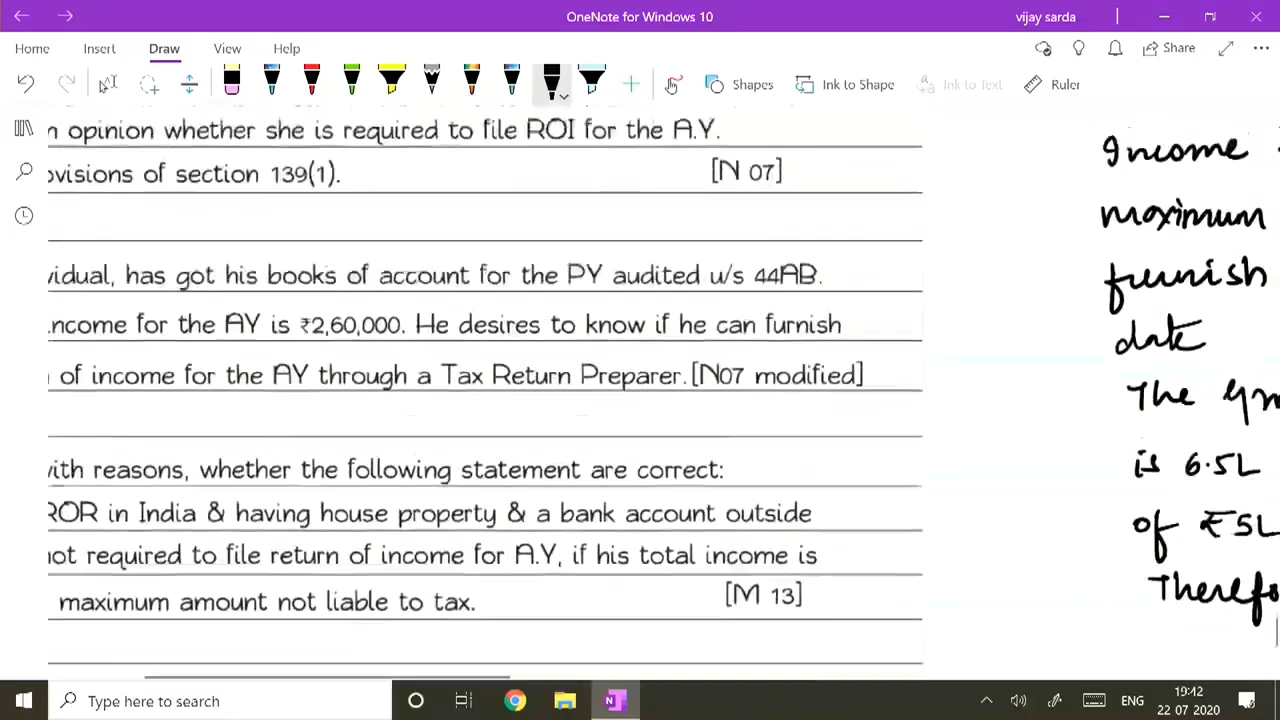 OneNote for Windows 10
vijay sarda
Home Insert Draw View Help
Share
Shapes
Ink to Shape
Ink to Text
Ruler
n opinion whether she is required to file ROI for the A.Y.
ovisions of section 139(1). [N 07]
vidual, has got his books of account for the PY audited u/s 44AB.
ncome for the AY is ₹2,60,000. He desires to know if he can furnish
of income for the AY through a Tax Return Preparer. [N07 modified]
with reasons, whether the following statement are correct:
ROR in India & having house property & a bank account outside
not required to file return of income for A.Y, if his total income is
maximum amount not liable to tax. [M 13]
Income
maximum
furnish
date
The
is 6.5L
of ₹5L
Therefo
Type here to search
ENG
19:42
22-07-2020